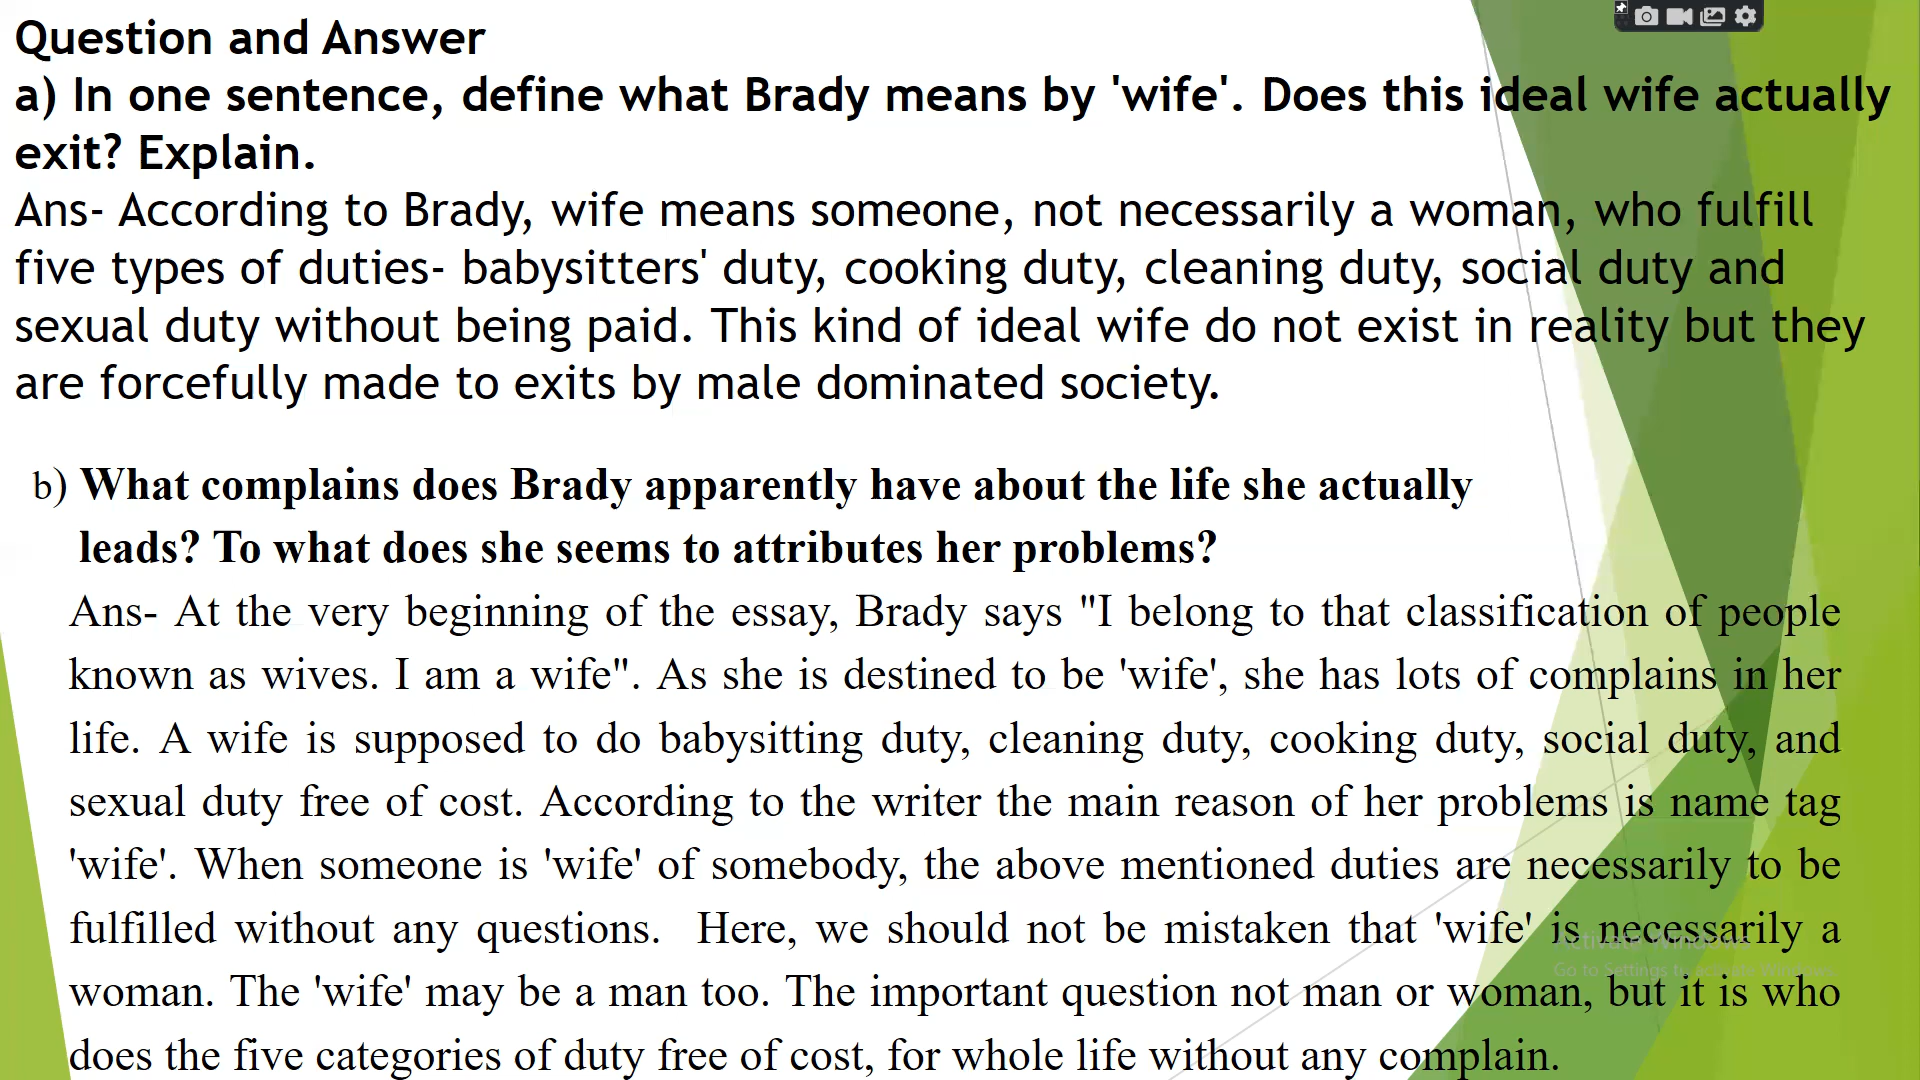 Question and Answer
a) In one sentence, define what Brady means by 'wife'. Does this ideal wife actually
exit? Explain.
Ans- According to Brady, wife means someone, not necessarily a woman, who fulfill
five types of duties- babysitters' duty, cooking duty, cleaning duty, social duty and
sexual duty without being paid. This kind of ideal wife do not exist in reality but they
are forcefully made to exits by male dominated society.
b) What complains does Brady apparently have about the life she actually
leads? To what does she seems to attributes her problems?
Ans- At the very beginning of the essay, Brady says "I belong to that classification of people
known as wives. I am a wife". As she is destined to be 'wife', she has lots of complains in her
life. A wife is supposed to do babysitting duty, cleaning duty, cooking duty, social duty, and
sexual duty free of cost. According to the writer the main reason of her problems is name tag
'wife'. When someone is 'wife' of somebody, the above mentioned duties are necessarily to be
fulfilled without any questions. Here, we should not be mistaken that 'wife' is necessarily a
woman. The 'wife' may be a man too. The important question not man or woman, but it is who
does the five categories of duty free of cost, for whole life without any complain.
Activate Windows
Go to Settings to activate Windows.